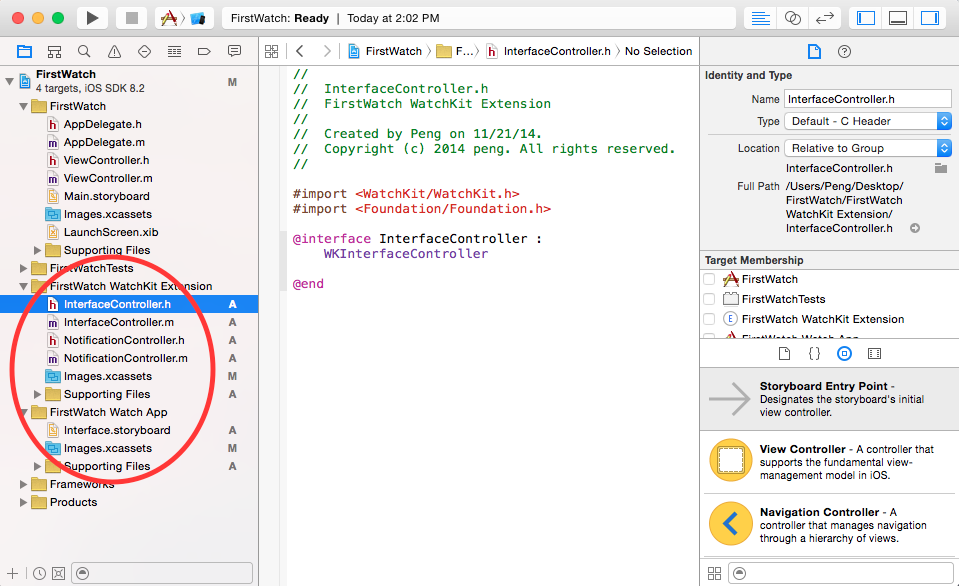 FirstWatch: Ready | Today at 2:02 PM
FirstWatch
4 targets, iOS SDK 8.2
M
FirstWatch
AppDelegate.h
AppDelegate.m
ViewController.h
ViewController.m
Main.storyboard
Images.xcassets
LaunchScreen.xib
Supporting Files
FirstWatchTests
FirstWatch WatchKit Extension
InterfaceController.h A
InterfaceController.m A
NotificationController.h A
NotificationController.m A
Images.xcassets M
Supporting Files A
FirstWatch Watch App
Interface.storyboard A
Images.xcassets M
Supporting Files A
Frameworks
Products
FirstWatch F... InterfaceController.h No Selection
//
// InterfaceController.h
// FirstWatch WatchKit Extension
//
// Created by Peng on 11/21/14.
// Copyright (c) 2014 peng. All rights reserved.
//
#import <WatchKit/WatchKit.h>
#import <Foundation/Foundation.h>
@interface InterfaceController :
WKInterfaceController
@end
Identity and Type
Name InterfaceController.h
Type Default - C Header
Location Relative to Group
InterfaceController.h
Full Path /Users/Peng/Desktop/
FirstWatch/FirstWatch
WatchKit Extension/
InterfaceController.h
Target Membership
FirstWatch
FirstWatchTests
E FirstWatch WatchKit Extension
FirstWatch Watch App
{}
Storyboard Entry Point -
Designates the storyboard's initial
view controller.
View Controller - A controller that
supports the fundamental view-
management model in iOS.
Navigation Controller - A
controller that manages navigation
through a hierarchy of views.